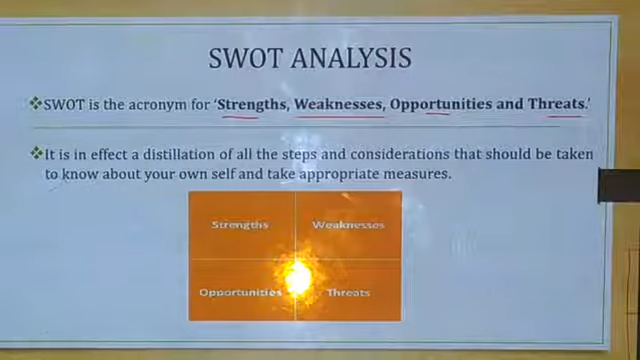 SWOT ANALYSIS
❖SWOT is the acronym for ‘Strengths, Weaknesses, Opportunities and Threats.’
❖It is in effect a distillation of all the steps and considerations that should be taken
to know about your own self and take appropriate measures.
Strengths
Weaknesses
Opportunities
Threats